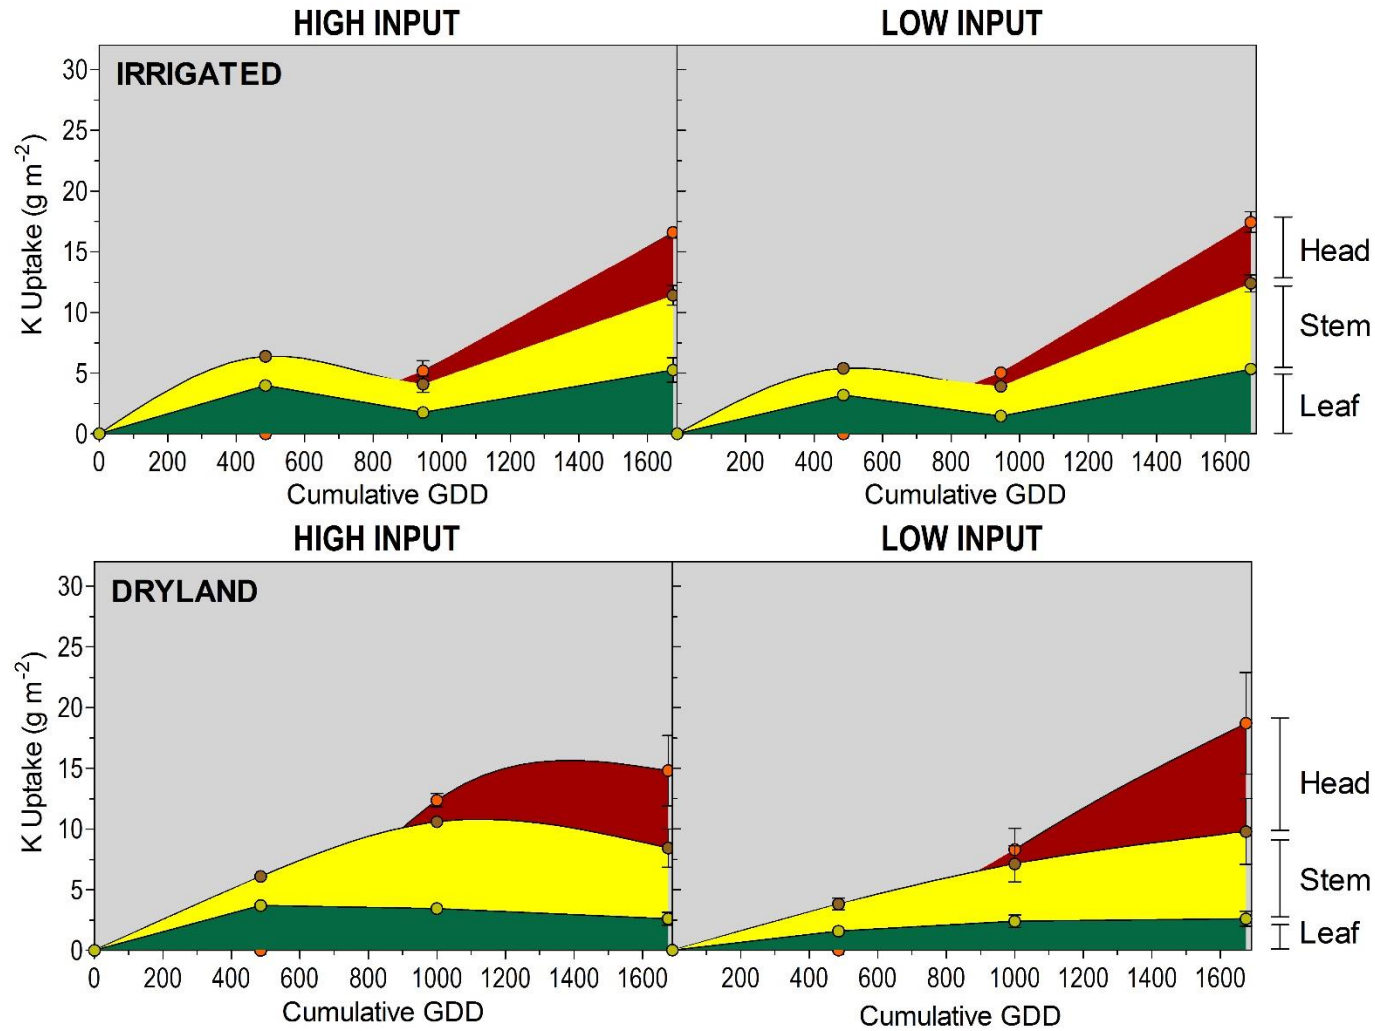 HIGH INPUT LOW INPUT
IRRIGATED
30
25
20
15
10
5
0
K Uptake (g m⁻²)
Head
Stem
Leaf
0 200 400 600 800 1000 1200 1400 1600 200 400 600 800 1000 1200 1400 1600
Cumulative GDD Cumulative GDD
HIGH INPUT LOW INPUT
DRYLAND
30
25
20
15
10
5
0
K Uptake (g m⁻²)
Head
Stem
Leaf
0 200 400 600 800 1000 1200 1400 1600 200 400 600 800 1000 1200 1400 1600
Cumulative GDD Cumulative GDD